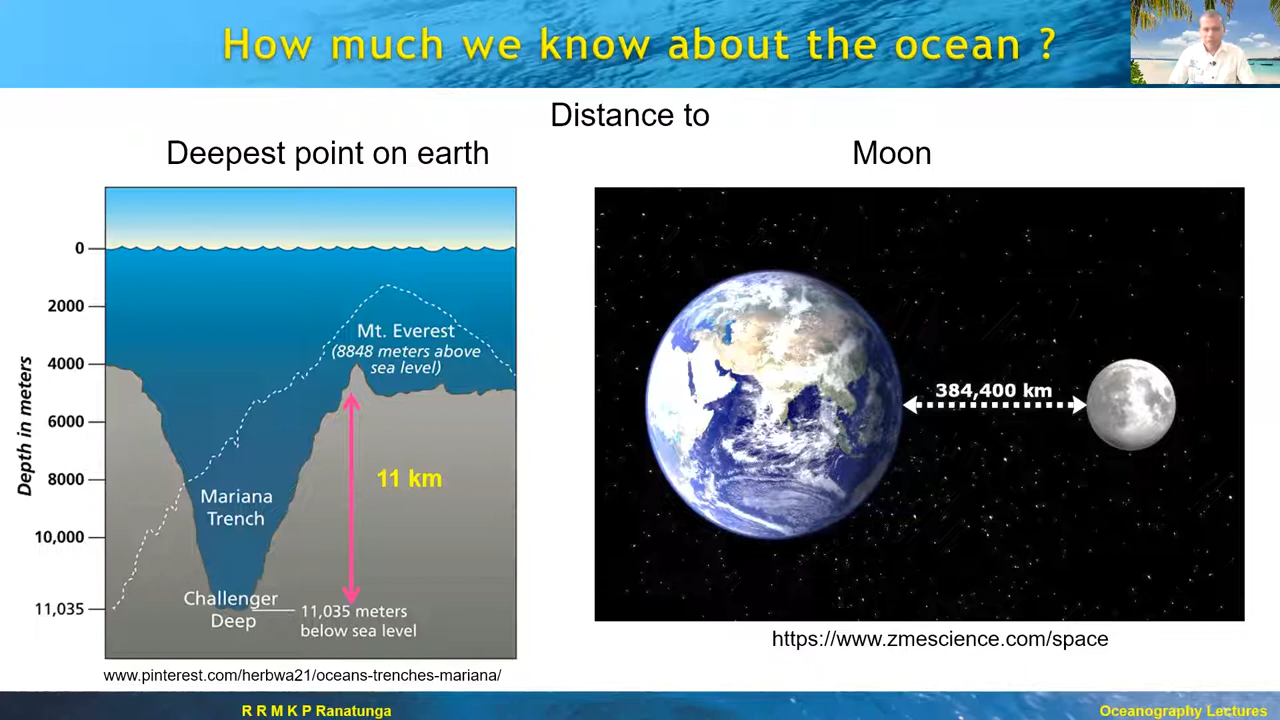 How much we know about the ocean ?
Distance to
Deepest point on earth
Moon
0
2000
4000
6000
8000
10,000
11,035
Depth in meters
Mt. Everest
(8848 meters above
sea level)
11 km
Mariana
Trench
Challenger
Deep
11,035 meters
below sea level
384,400 km
www.pinterest.com/herbwa21/oceans-trenches-mariana/
https://www.zmescience.com/space
R R M K P Ranatunga
Oceanography Lectures